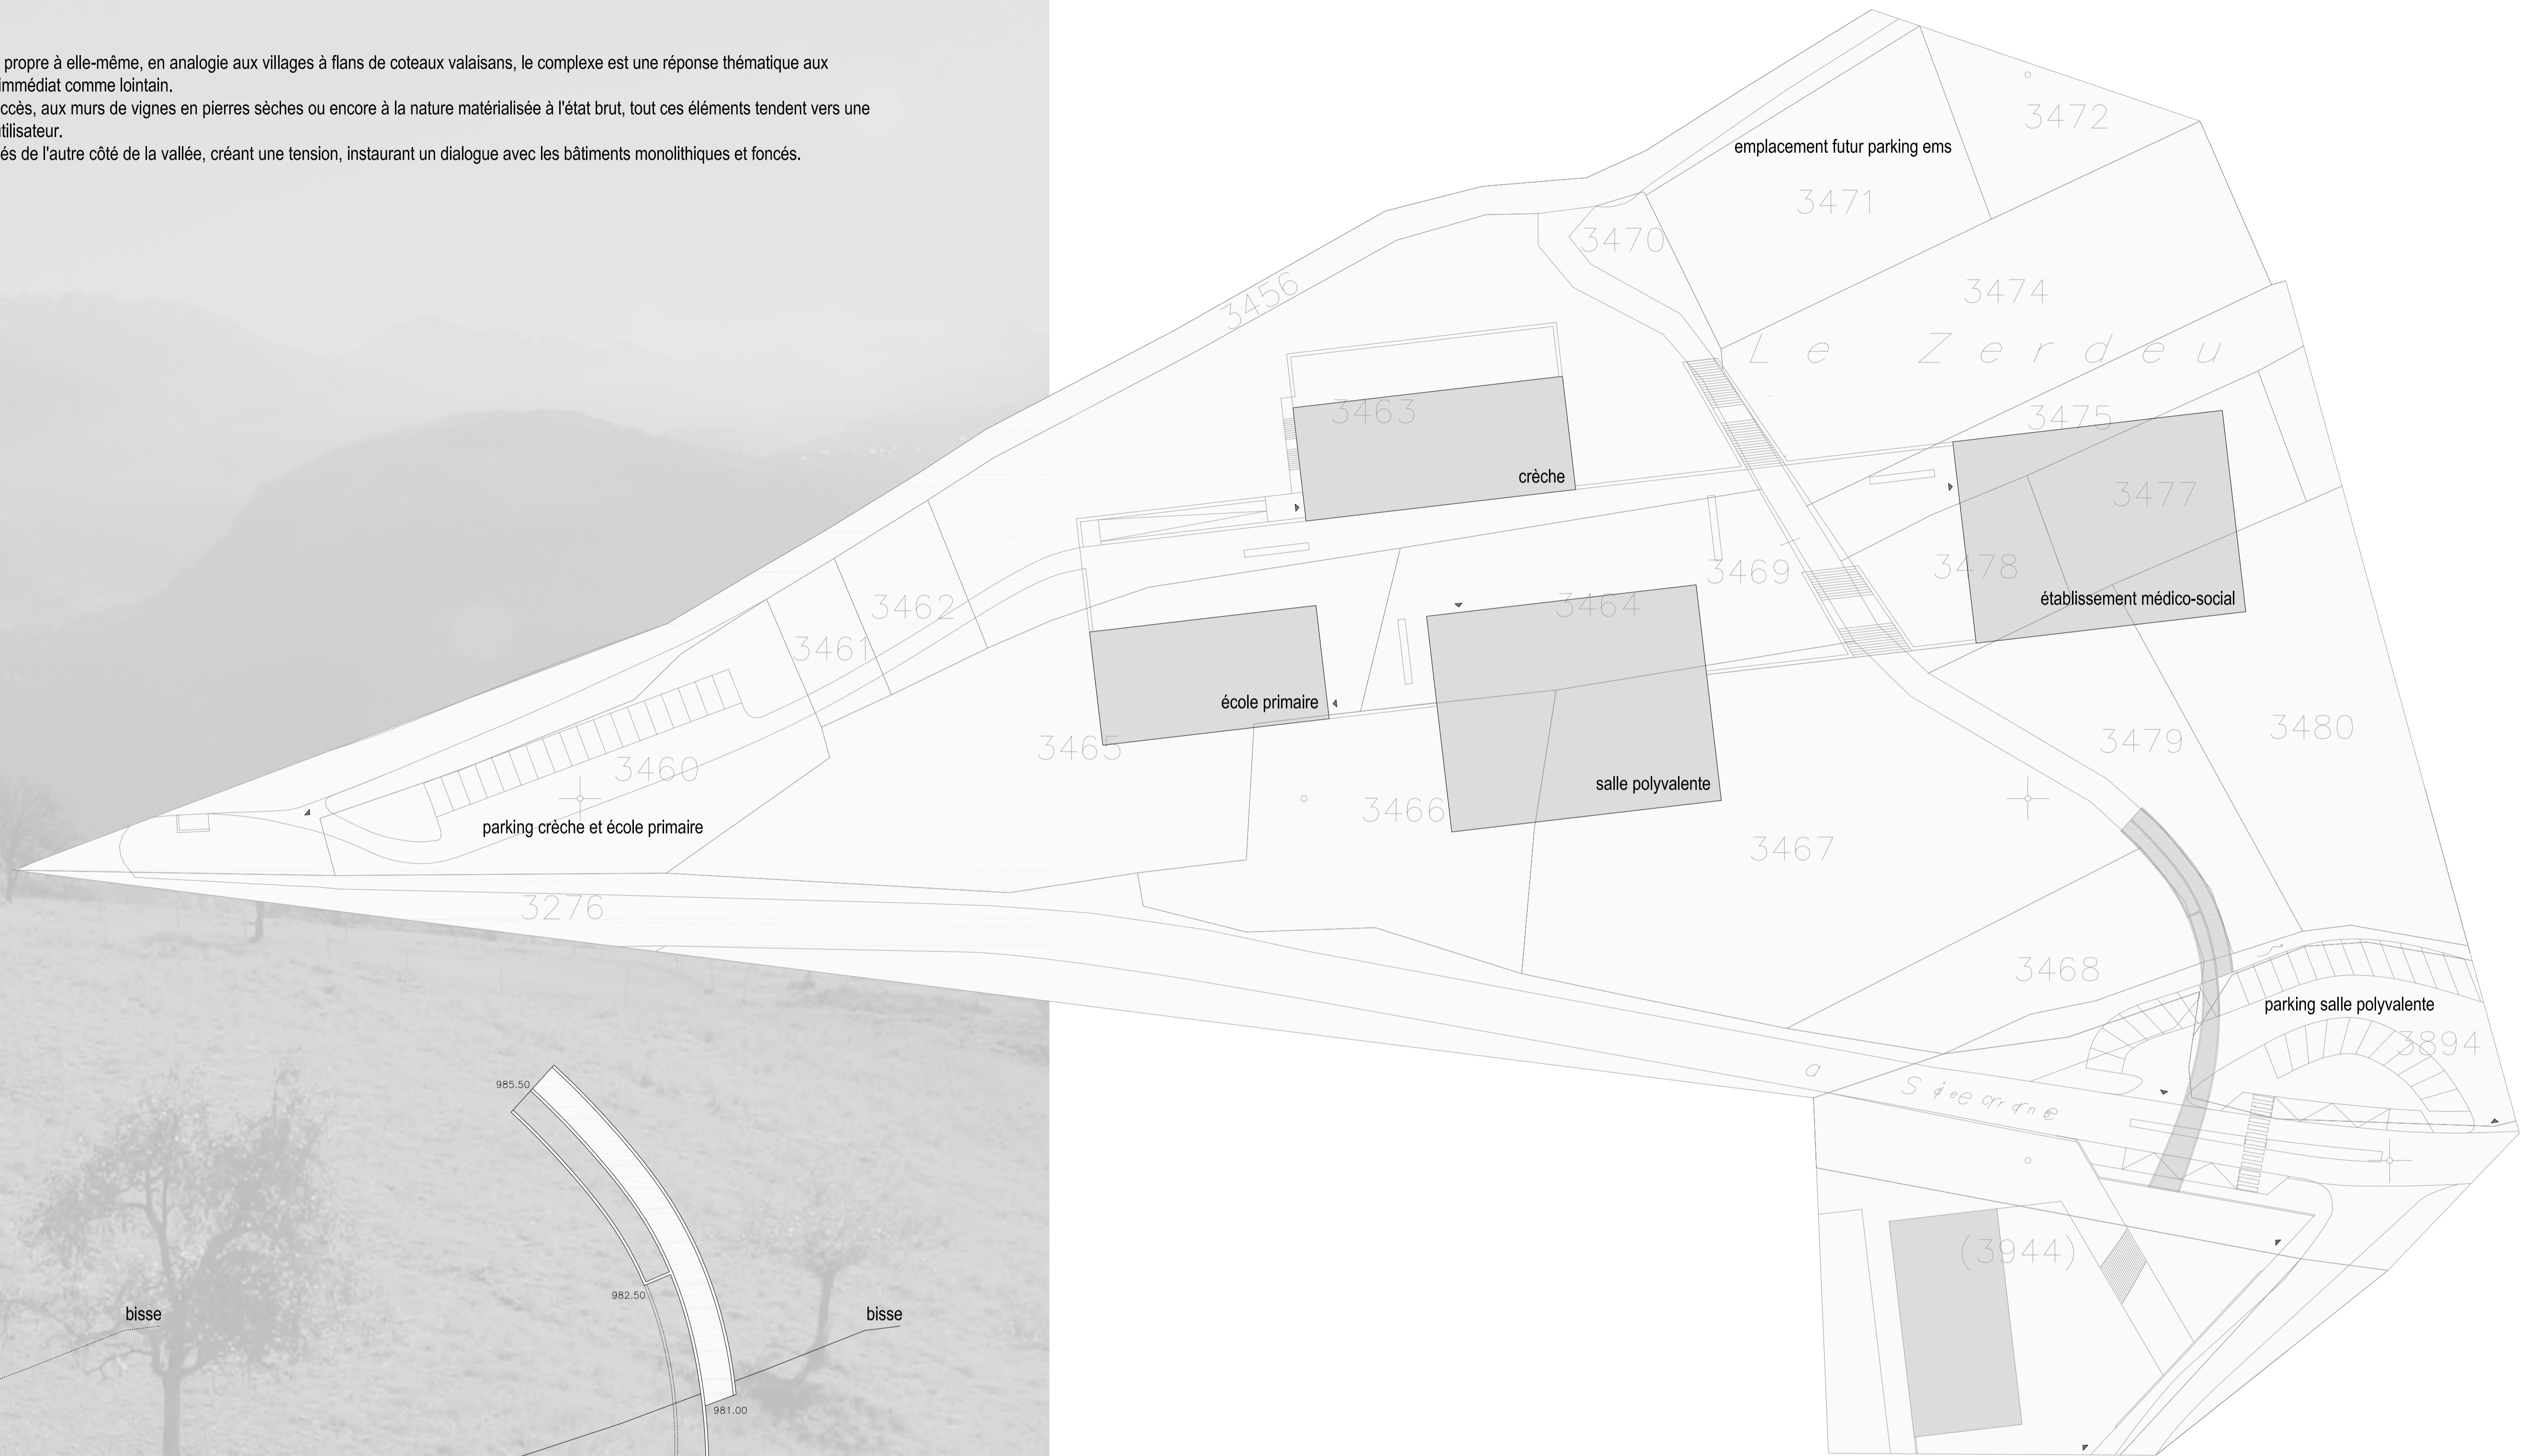 propre à elle-même, en analogie aux villages à flans de coteaux valaisans, le complexe est une réponse thématique aux
immédiat comme lointain.
ccès, aux murs de vignes en pierres sèches ou encore à la nature matérialisée à l'état brut, tout ces éléments tendent vers une
utilisateur.
és de l'autre côté de la vallée, créant une tension, instaurant un dialogue avec les bâtiments monolithiques et foncés.
3472
emplacement futur parking ems
3471
3470
3456
3474
Le Zerdeu
3463
3475
crèche
3477
3469
3478
3464
établissement médico-social
3462
3461
école primaire
3465
3460
3480
3479
salle polyvalente
3466
parking crèche et école primaire
3467
3276
3468
parking salle polyvalente
3894
a
985.50
(3944)
982.50
bisse
bisse
981.00